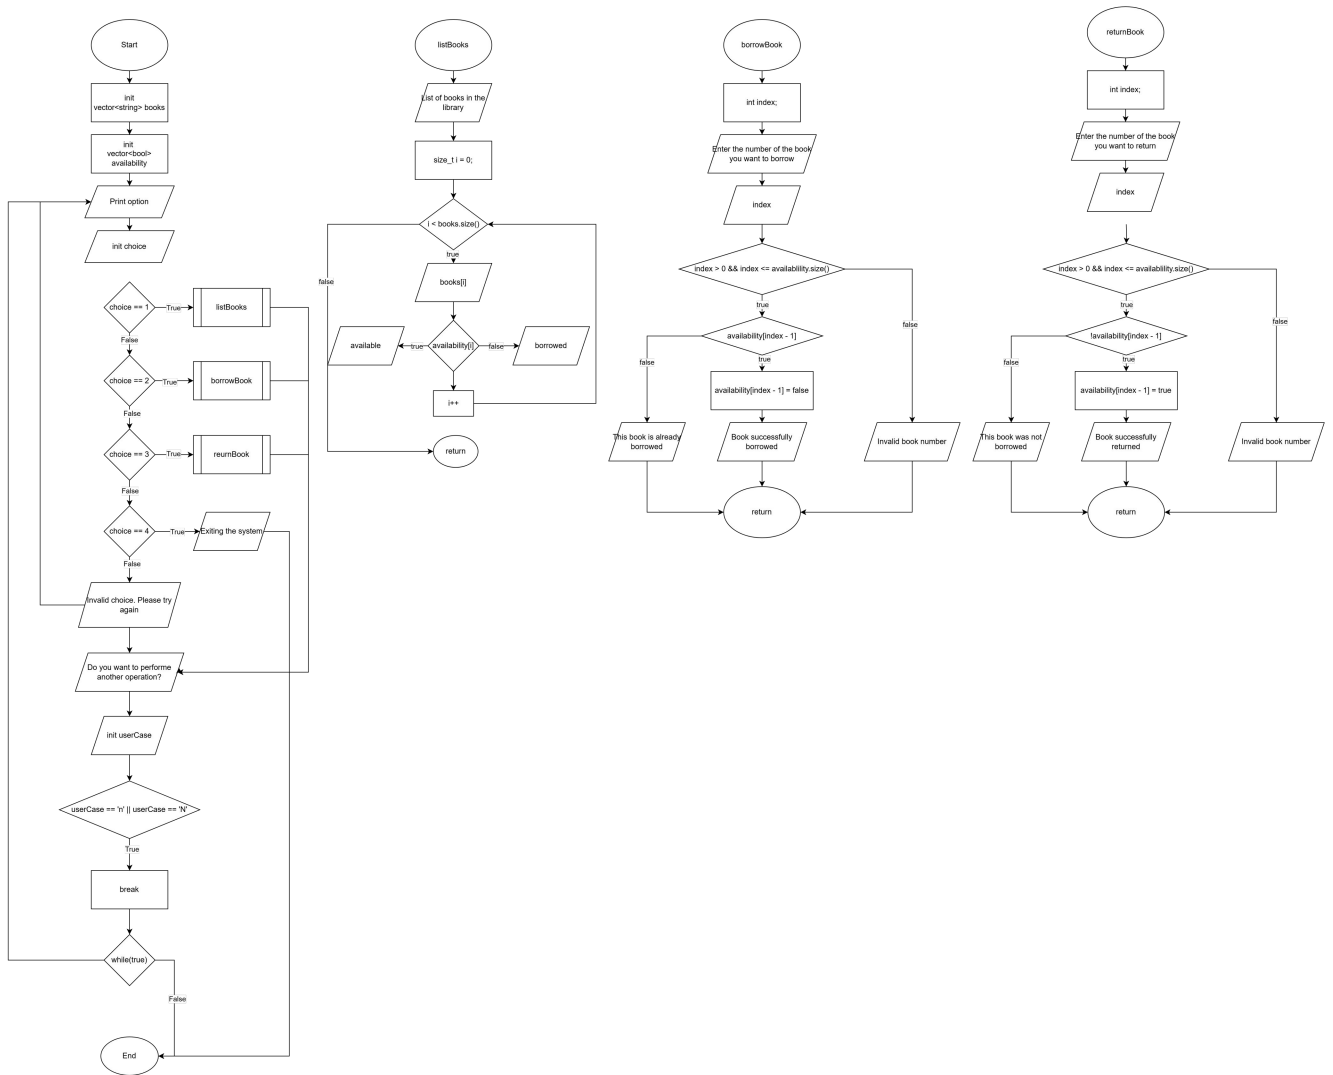 Start
init
vector<string> books
init
vector<bool>
availability
Print option
init choice
choice == 1
True
listBooks
False
choice == 2
True
borrowBook
False
choice == 3
True
reurnBook
False
choice == 4
True
Exiting the system
False
Invalid choice. Please try
again
Do you want to performe
another operation?
init userCase
userCase == 'n' || userCase == 'N'
True
break
while(true)
False
End
listBooks
List of books in the
library
size_t i = 0;
i < books.size()
true
false
books[i]
available
true
availability[i]
false
borrowed
i++
return
borrowBook
int index;
Enter the number of the book
you want to borrow
index
index > 0 && index <= availablility.size()
true
false
availability[index - 1]
false
true
availability[index - 1] = false
This book is already
borrowed
Book successfully
borrowed
Invalid book number
return
returnBook
int index;
Enter the number of the book
you want to return
index
index > 0 && index <= availablility.size()
true
false
!availability[index - 1]
false
true
availability[index - 1] = true
This book was not
borrowed
Book successfully
returned
Invalid book number
return